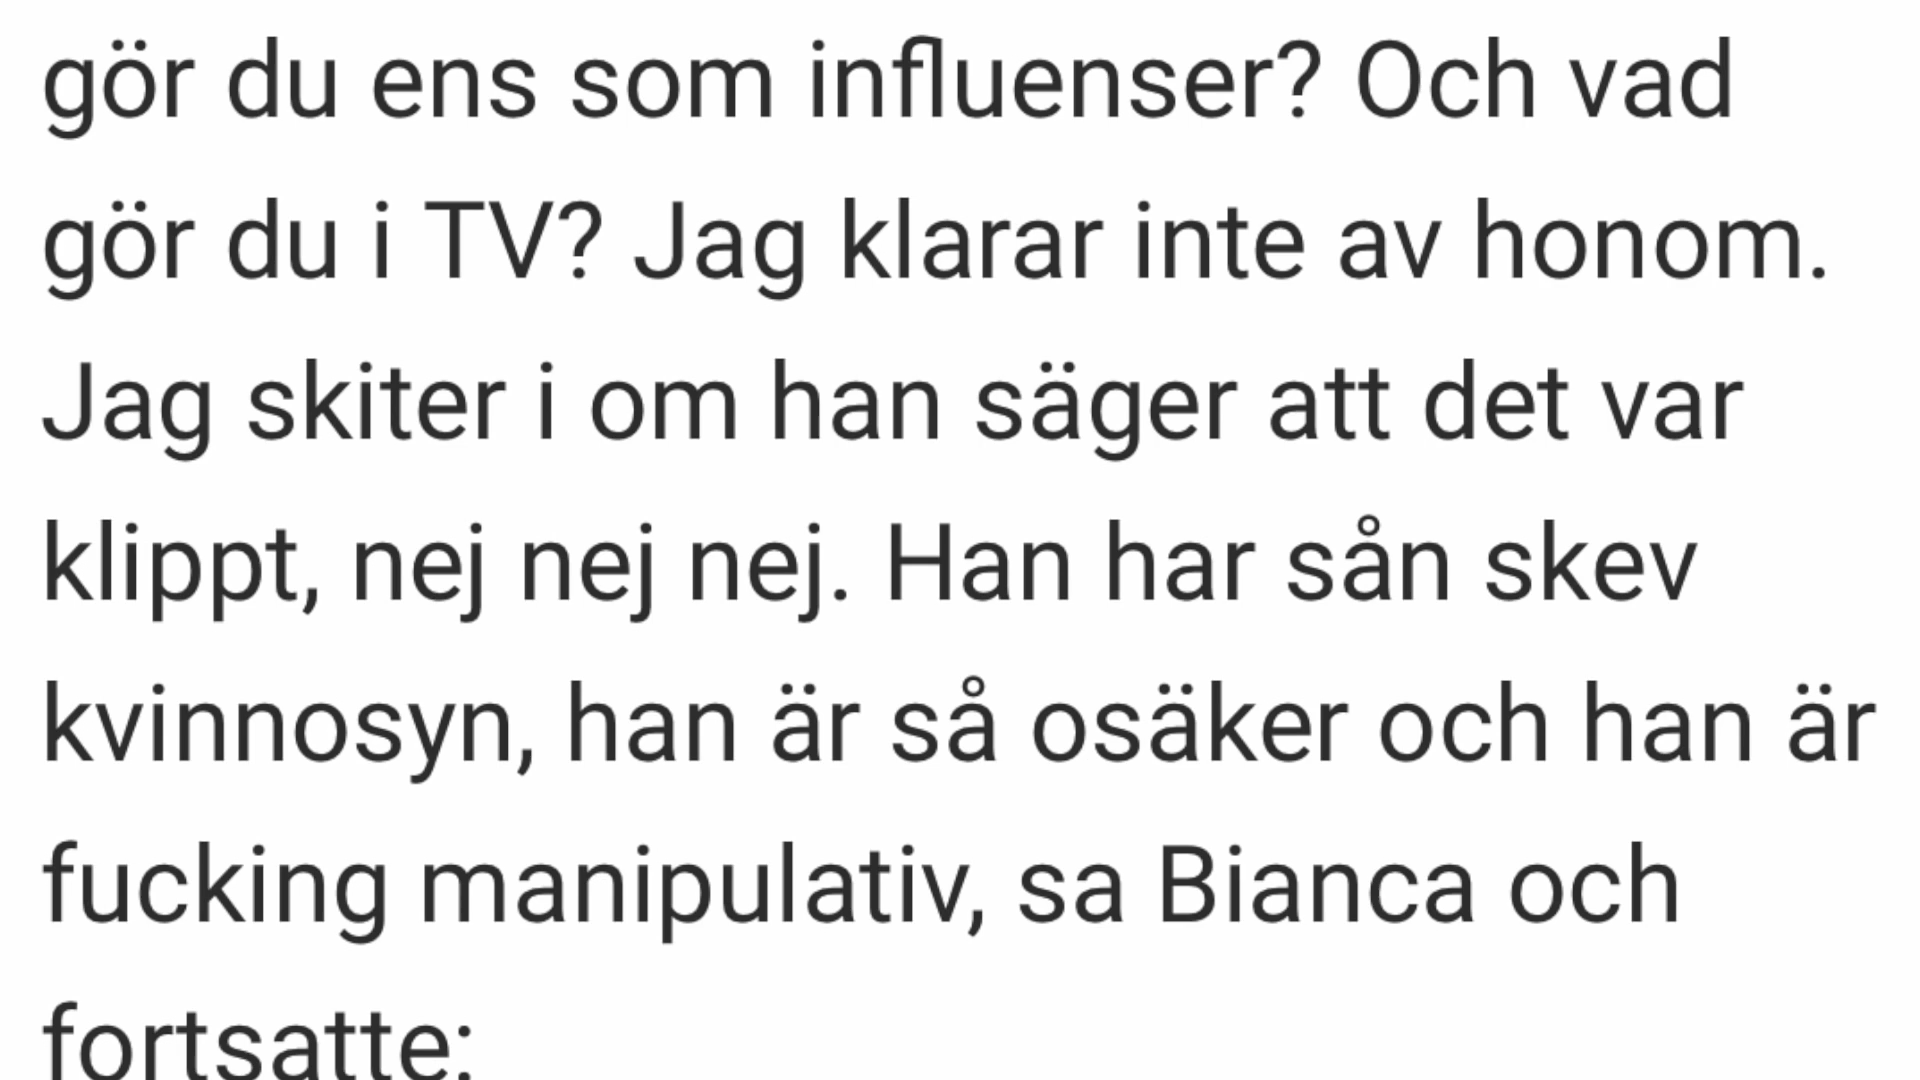 gör du ens som influenser? Och vad
gör du i TV? Jag klarar inte av honom.
Jag skiter i om han säger att det var
klippt, nej nej nej. Han har sån skev
kvinnosyn, han är så osäker och han är
fucking manipulativ, sa Bianca och
fortsatte: